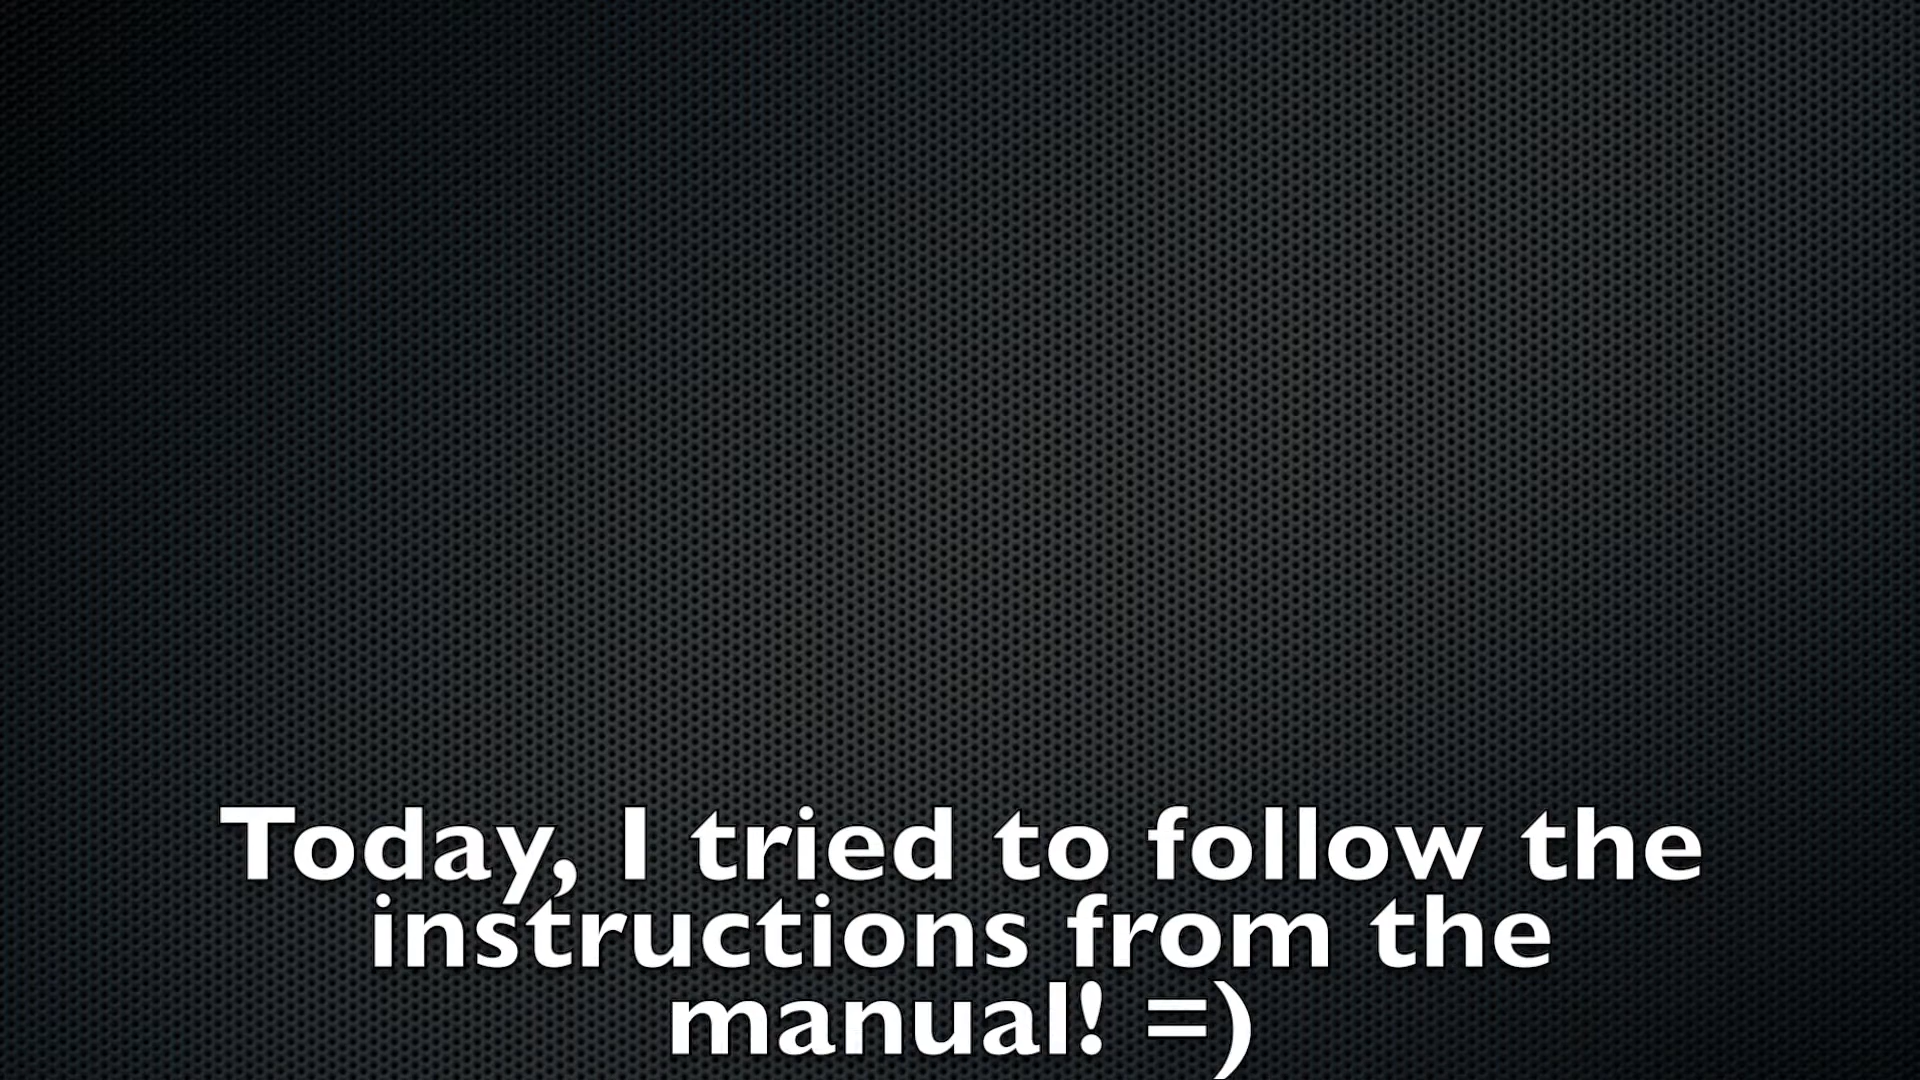 Today, I tried to follow the
instructions from the
manual! =)